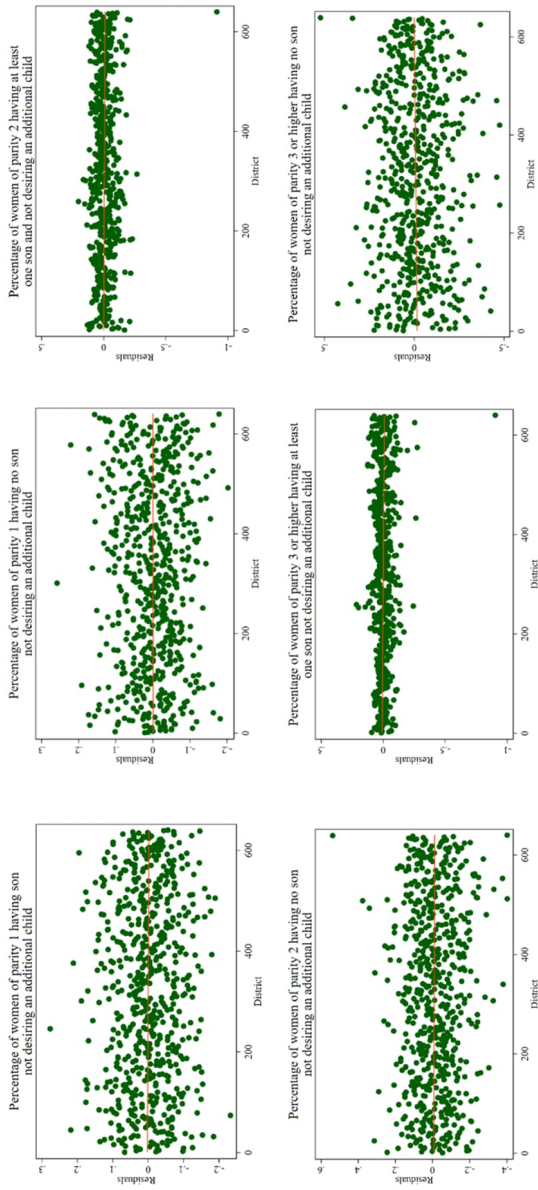 Percentage of women of parity 1 having son
not desiring an additional child
.3
.2
.1
0
-.1
-.2
Residuals
0 200 400 600
District
Percentage of women of parity 1 having no son
not desiring an additional child
.3
.2
.1
0
-.1
-.2
Residuals
0 200 400 600
District
Percentage of women of parity 2 having at least
one son and not desiring an additional child
.5
0
-.5
-1
Residuals
0 200 400 600
District
Percentage of women of parity 2 having no son
not desiring an additional child
.6
.4
.2
0
-.2
-.4
Residuals
0 200 400 600
District
Percentage of women of parity 3 or higher having at least
one son not desiring an additional child
.5
0
-.5
-1
Residuals
0 200 400 600
District
Percentage of women of parity 3 or higher having no son
not desiring an additional child
.5
0
-.5
Residuals
0 200 400 600
District